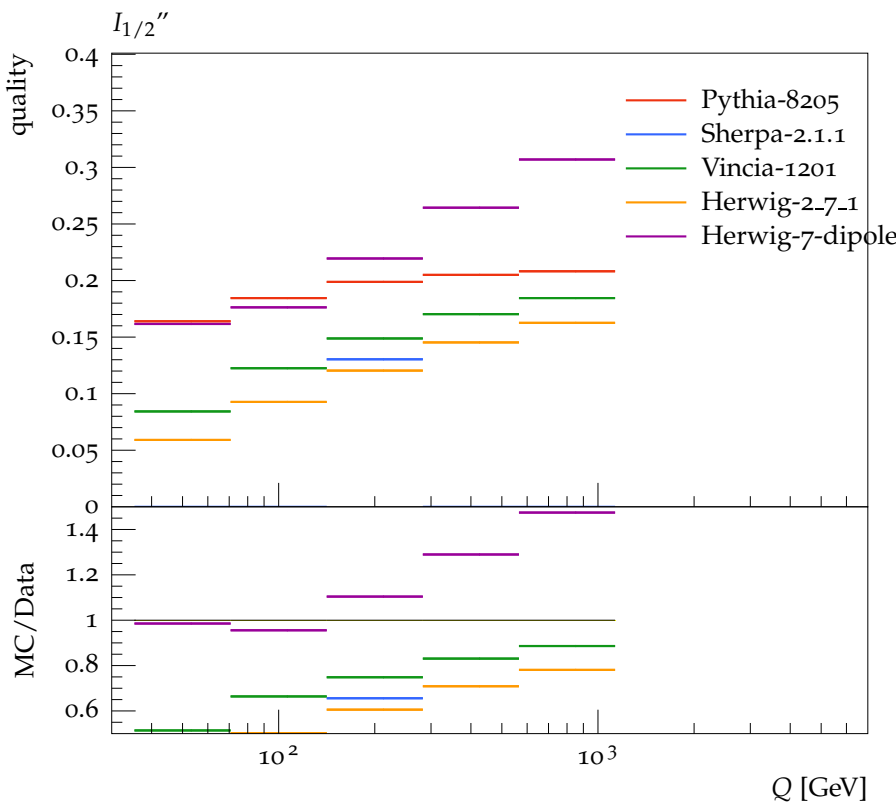 I1/2″
quality
0.4
0.35
0.3
0.25
0.2
0.15
0.1
0.05
0
Pythia-8205
Sherpa-2.1.1
Vincia-1201
Herwig-2_7_1
Herwig-7-dipole
MC/Data
1.4
1.2
1
0.8
0.6
10²
10³
Q [GeV]